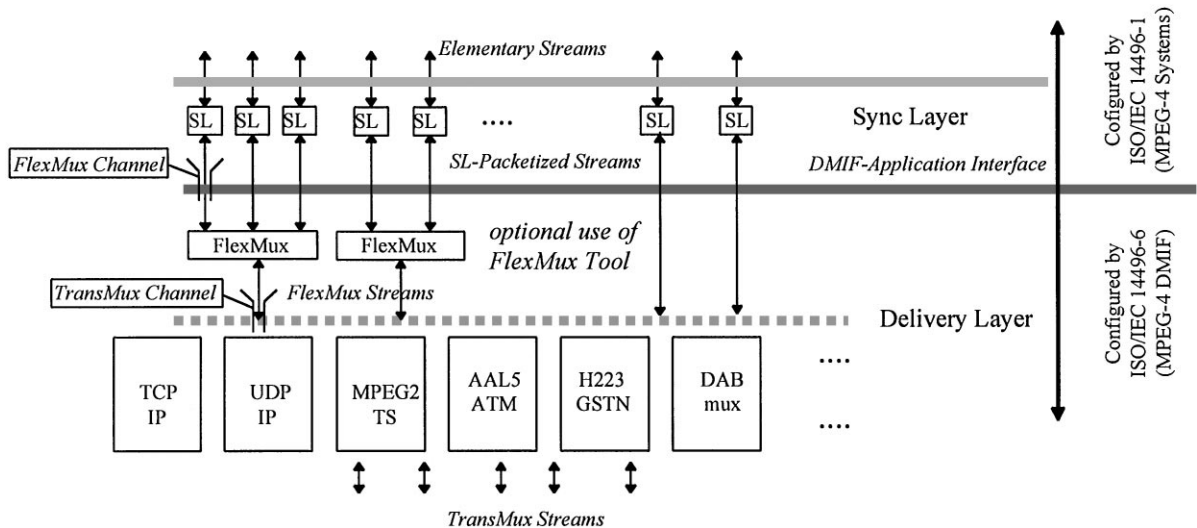 Elementary Streams
SL SL SL SL SL .... SL SL
Sync Layer
FlexMux Channel
SL-Packetized Streams
DMIF-Application Interface
FlexMux
FlexMux
optional use of
FlexMux Tool
TransMux Channel
FlexMux Streams
Delivery Layer
TCP
IP
UDP
IP
MPEG2
TS
AAL5
ATM
H223
GSTN
DAB
mux
....
....
TransMux Streams
Cofigured by
ISO/IEC 14496-1
(MPEG-4 Systems)
Configured by
ISO/IEC 14496-6
(MPEG-4 DMIF)